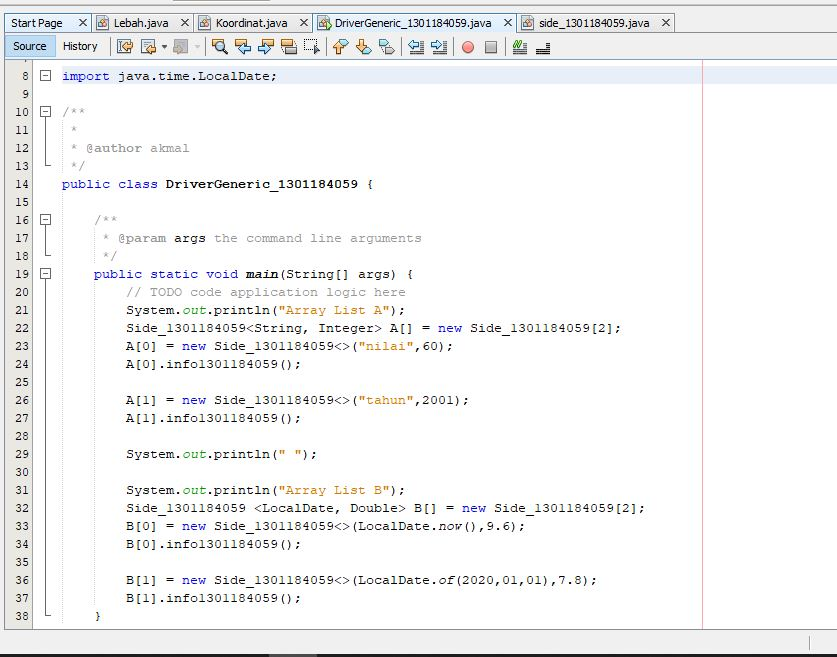 Start Page Lebah.java Koordinat.java DriverGeneric_1301184059.java side_1301184059.java
Source History
8 import java.time.LocalDate;
9
10 /**
11 *
12 * @author akmal
13 */
14 public class DriverGeneric_1301184059 {
15
16 /**
17 * @param args the command line arguments
18 */
19 public static void main(String[] args) {
20 // TODO code application logic here
21 System.out.println("Array List A");
22 Side_1301184059<String, Integer> A[] = new Side_1301184059[2];
23 A[0] = new Side_1301184059<>("nilai",60);
24 A[0].info1301184059();
25
26 A[1] = new Side_1301184059<>("tahun",2001);
27 A[1].info1301184059();
28
29 System.out.println(" ");
30
31 System.out.println("Array List B");
32 Side_1301184059 <LocalDate, Double> B[] = new Side_1301184059[2];
33 B[0] = new Side_1301184059<>(LocalDate.now(),9.6);
34 B[0].info1301184059();
35
36 B[1] = new Side_1301184059<>(LocalDate.of(2020,01,01),7.8);
37 B[1].info1301184059();
38 }